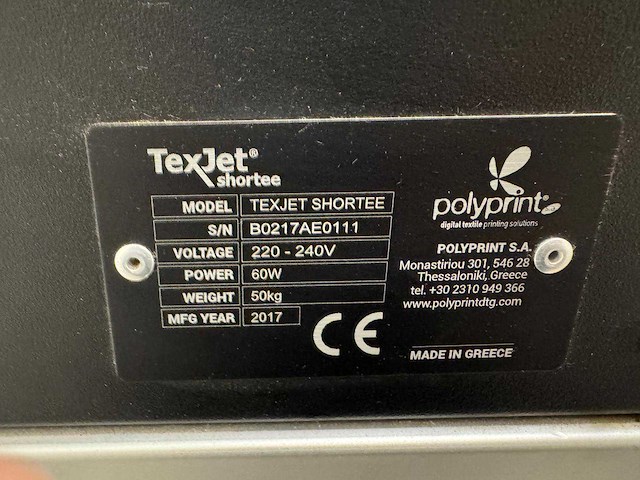 TexJet®
shortee
MODEL TEXJET SHORTEE
S/N B0217AE0111
VOLTAGE 220 - 240V
POWER 60W
WEIGHT 50kg
MFG YEAR 2017
CE
polyprint
digital textile printing solutions
POLYPRINT S.A.
Monastiriou 301, 546 28
Thessaloniki, Greece
tel. +30 2310 949 366
www.polyprintdtg.com
MADE IN GREECE